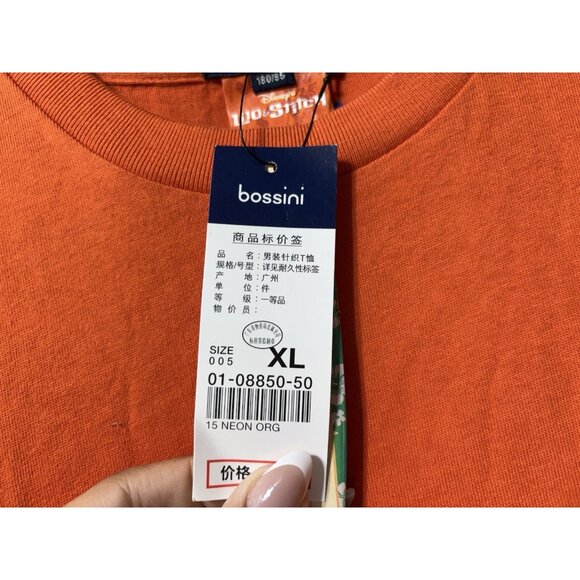 180/95
Disney's
LILO & STITCH
bossini
商品标价签
品名：男装针织T恤
规格/号型：详见耐久性标签
产地：广州
单位：件
等级：一等品
物价员：
SIZE
005
XL
01-08850-50
15 NEON ORG
价格